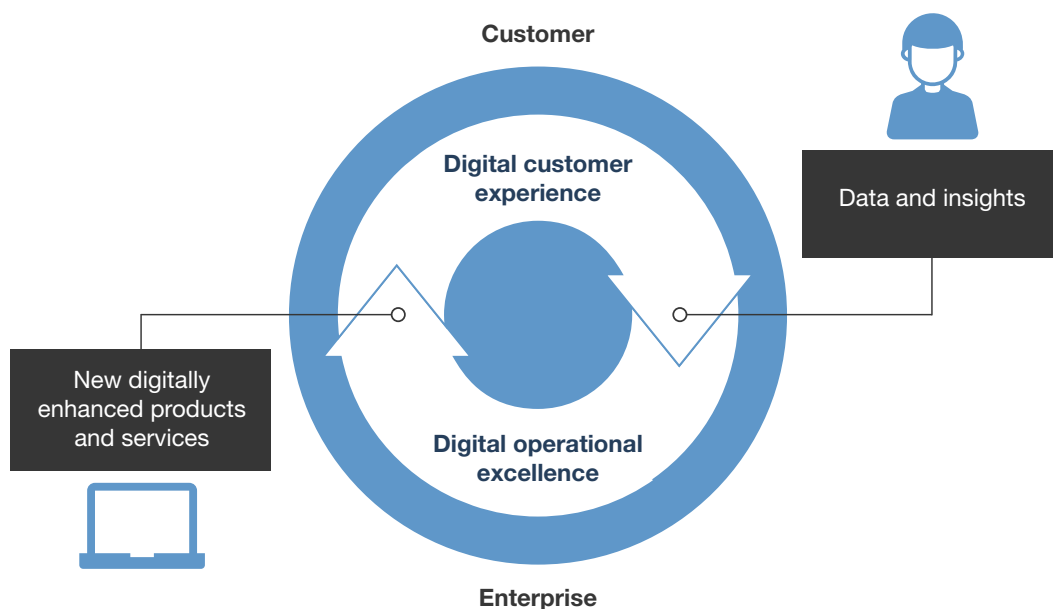 Customer
Digital customer
experience
Data and insights
New digitally
enhanced products
and services
Digital operational
excellence
Enterprise